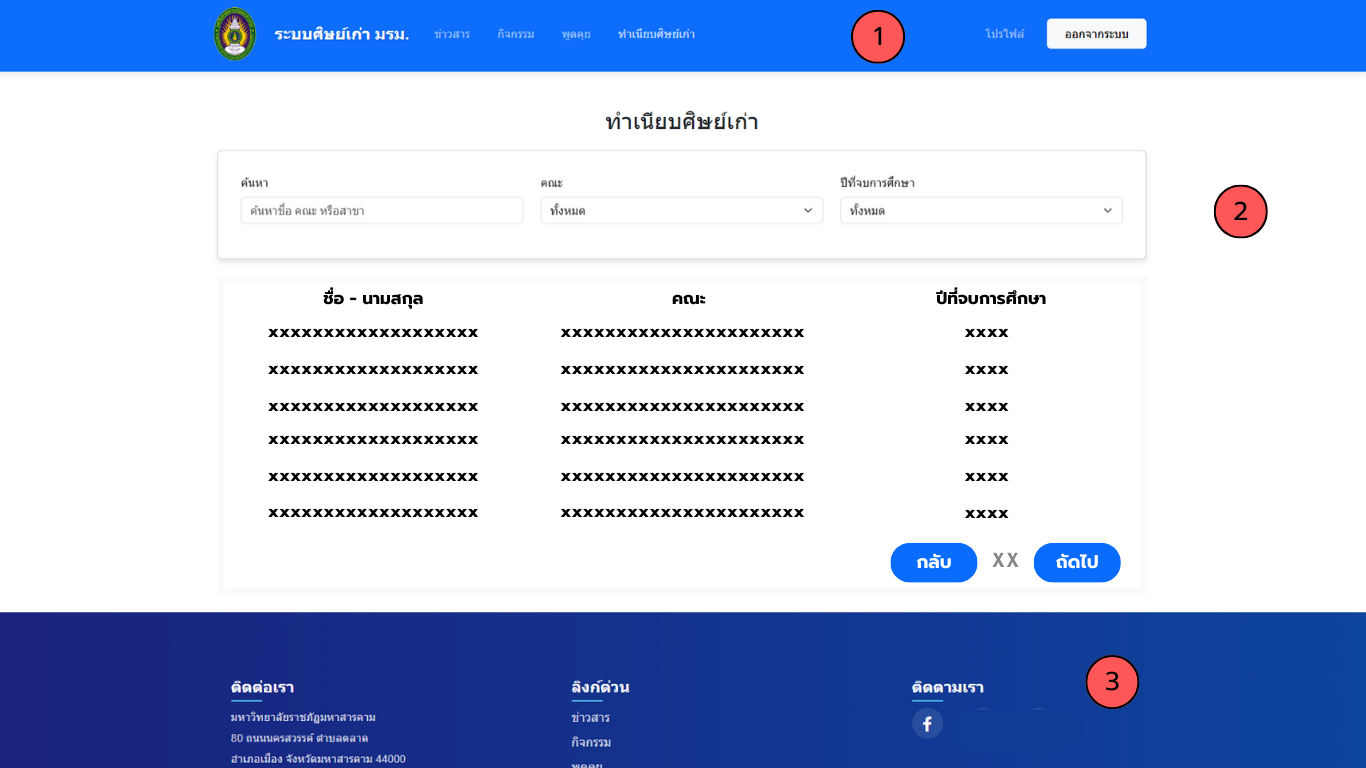 ระบบศิษย์เก่า มรม. ข่าวสาร กิจกรรม พูดคุย ทำเนียบศิษย์เก่า 1 โปรไฟล์ ออกจากระบบ
ทำเนียบศิษย์เก่า
ค้นหา คณะ ปีที่จบการศึกษา
ค้นหาชื่อ คณะ หรือสาขา ทั้งหมด ทั้งหมด
2
ชื่อ - นามสกุล คณะ ปีที่จบการศึกษา
xxxxxxxxxxxxxxxxxxx xxxxxxxxxxxxxxxxxxxxxx xxxx
xxxxxxxxxxxxxxxxxxx xxxxxxxxxxxxxxxxxxxxxx xxxx
xxxxxxxxxxxxxxxxxxx xxxxxxxxxxxxxxxxxxxxxx xxxx
xxxxxxxxxxxxxxxxxxx xxxxxxxxxxxxxxxxxxxxxx xxxx
xxxxxxxxxxxxxxxxxxx xxxxxxxxxxxxxxxxxxxxxx xxxx
xxxxxxxxxxxxxxxxxxx xxxxxxxxxxxxxxxxxxxxxx xxxx
กลับ XX ถัดไป
ติดต่อเรา ลิงก์ด่วน ติดตามเรา 3
มหาวิทยาลัยราชภัฏมหาสารคาม ข่าวสาร
80 ถนนนครสวรรค์ ตำบลตลาด กิจกรรม
อำเภอเมือง จังหวัดมหาสารคาม 44000 พูดคุย